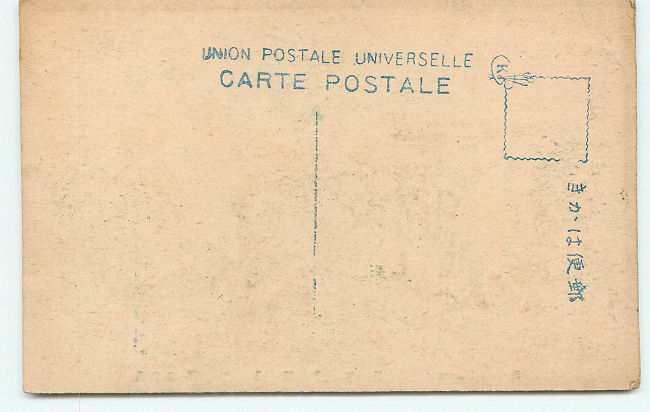 UNION POSTALE UNIVERSELLE
CARTE POSTALE
郵便はかき